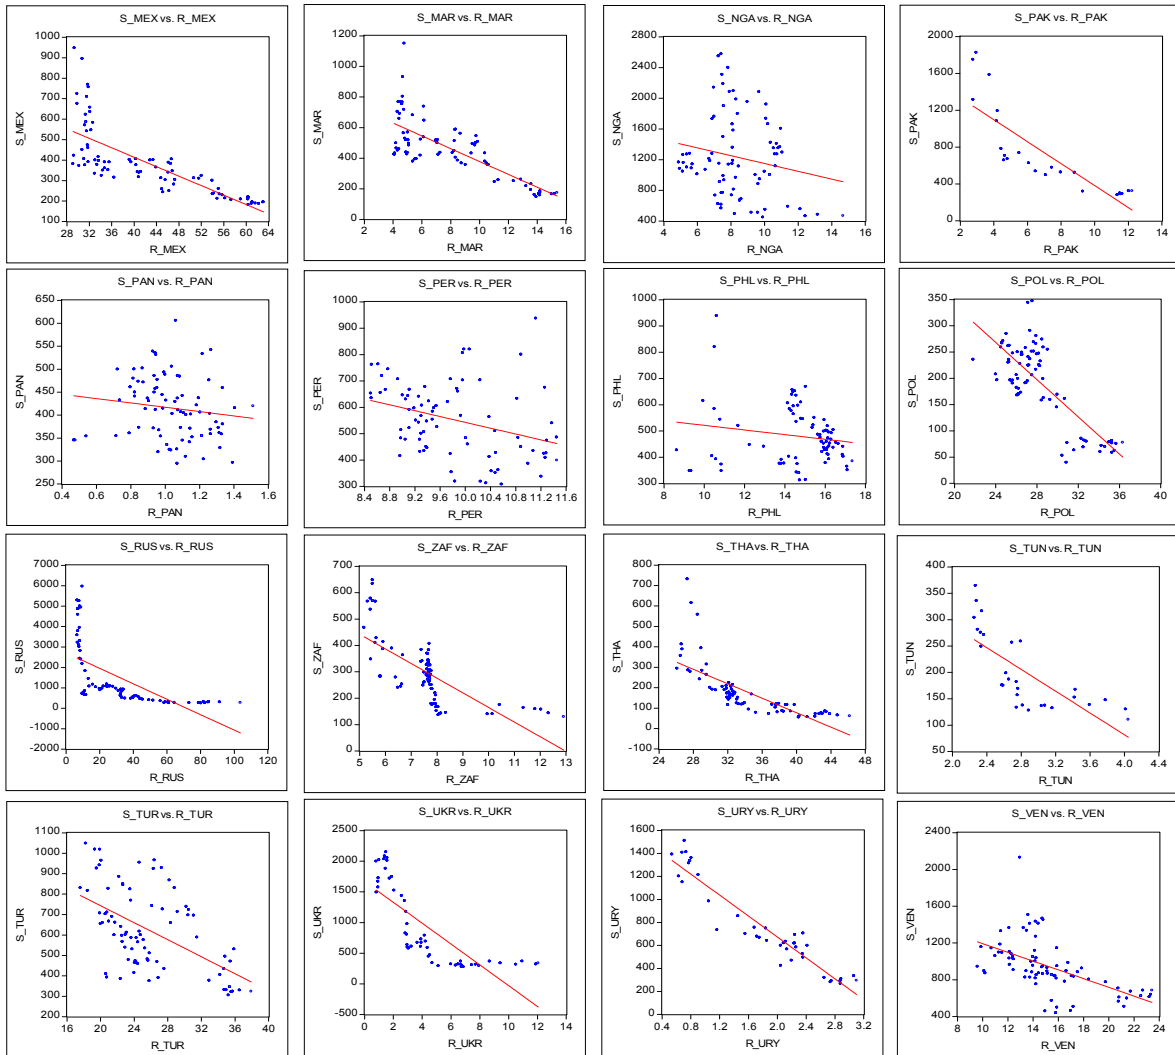 S_MEX vs. R_MEX
1000
900
800
700
600
500
400
300
200
100
S_MEX
28 32 36 40 44 48 52 56 60 64
R_MEX
S_MAR vs. R_MAR
1200
1000
800
600
400
200
0
S_MAR
2 4 6 8 10 12 14 16
R_MAR
S_NGA vs. R_NGA
2800
2400
2000
1600
1200
800
400
S_NGA
4 6 8 10 12 14 16
R_NGA
S_PAK vs. R_PAK
2000
1600
1200
800
400
0
S_PAK
2 4 6 8 10 12 14
R_PAK
S_PAN vs. R_PAN
650
600
550
500
450
400
350
300
250
S_PAN
0.4 0.6 0.8 1.0 1.2 1.4 1.6
R_PAN
S_PER vs. R_PER
1000
900
800
700
600
500
400
300
S_PER
8.4 8.8 9.2 9.6 10.0 10.4 10.8 11.2 11.6
R_PER
S_PHL vs. R_PHL
1000
900
800
700
600
500
400
300
S_PHL
8 10 12 14 16 18
R_PHL
S_POL vs. R_POL
350
300
250
200
150
100
50
0
S_POL
20 24 28 32 36 40
R_POL
S_RUS vs. R_RUS
7000
6000
5000
4000
3000
2000
1000
0
-1000
-2000
S_RUS
0 20 40 60 80 100 120
R_RUS
S_ZAF vs. R_ZAF
700
600
500
400
300
200
100
0
S_ZAF
5 6 7 8 9 10 11 12 13
R_ZAF
S_THA vs. R_THA
800
700
600
500
400
300
200
100
0
-100
S_THA
24 28 32 36 40 44 48
R_THA
S_TUN vs. R_TUN
400
350
300
250
200
150
100
50
S_TUN
2.0 2.4 2.8 3.2 3.6 4.0 4.4
R_TUN
S_TUR vs. R_TUR
1100
1000
900
800
700
600
500
400
300
200
S_TUR
16 20 24 28 32 36 40
R_TUR
S_UKR vs. R_UKR
2500
2000
1500
1000
500
0
-500
S_UKR
0 2 4 6 8 10 12 14
R_UKR
S_URY vs. R_URY
1600
1400
1200
1000
800
600
400
200
0
S_URY
0.4 0.8 1.2 1.6 2.0 2.4 2.8 3.2
R_URY
S_VEN vs. R_VEN
2400
2000
1600
1200
800
400
S_VEN
8 10 12 14 16 18 20 22 24
R_VEN